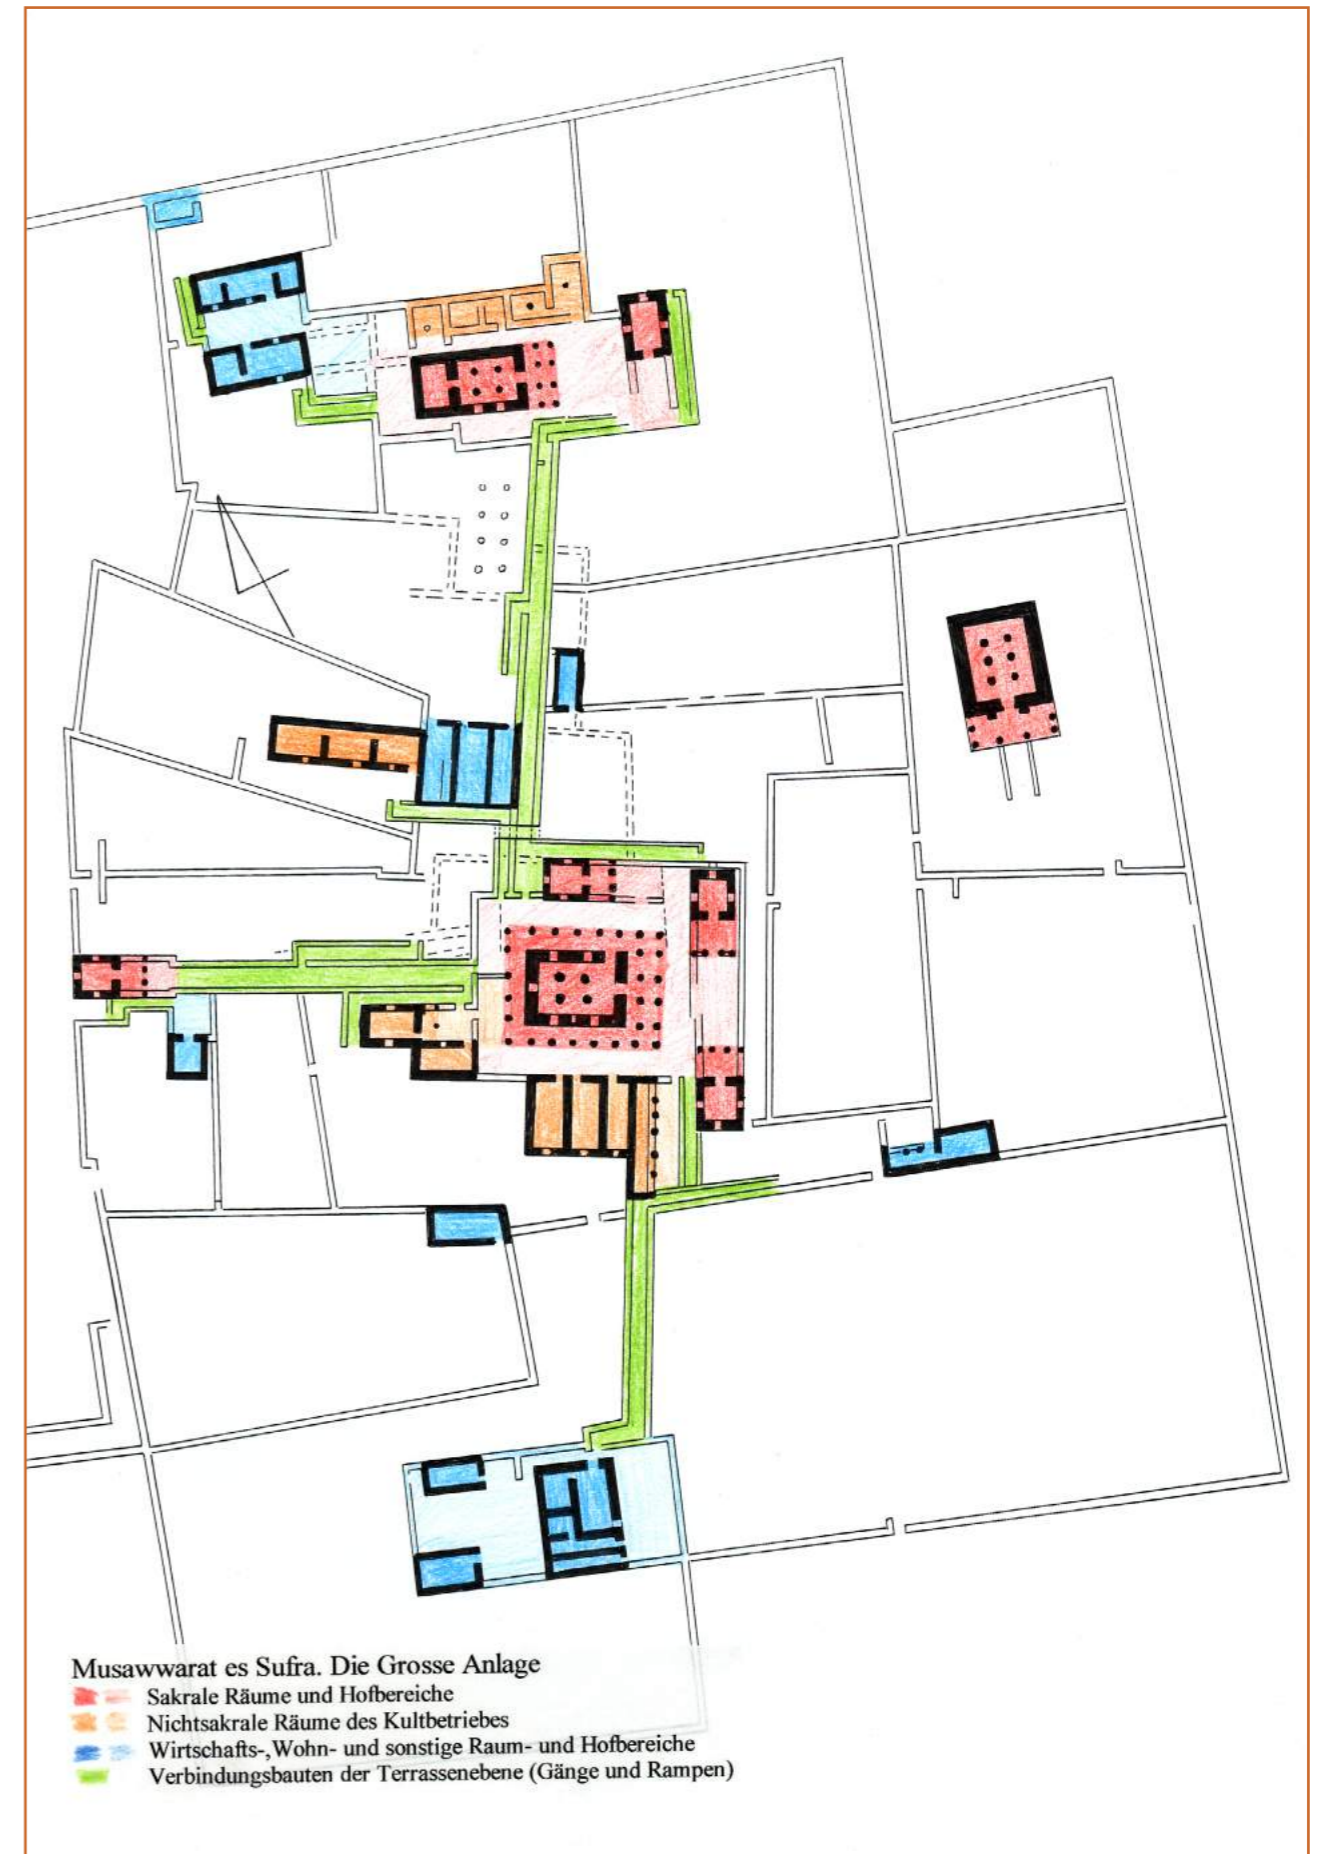 Musawwarat es Sufra. Die Grosse Anlage
Sakrale Räume und Hofbereiche
Nichtsakrale Räume des Kultbetriebes
Wirtschafts-,Wohn- und sonstige Raum- und Hofbereiche
Verbindungsbauten der Terrassenebene (Gänge und Rampen)